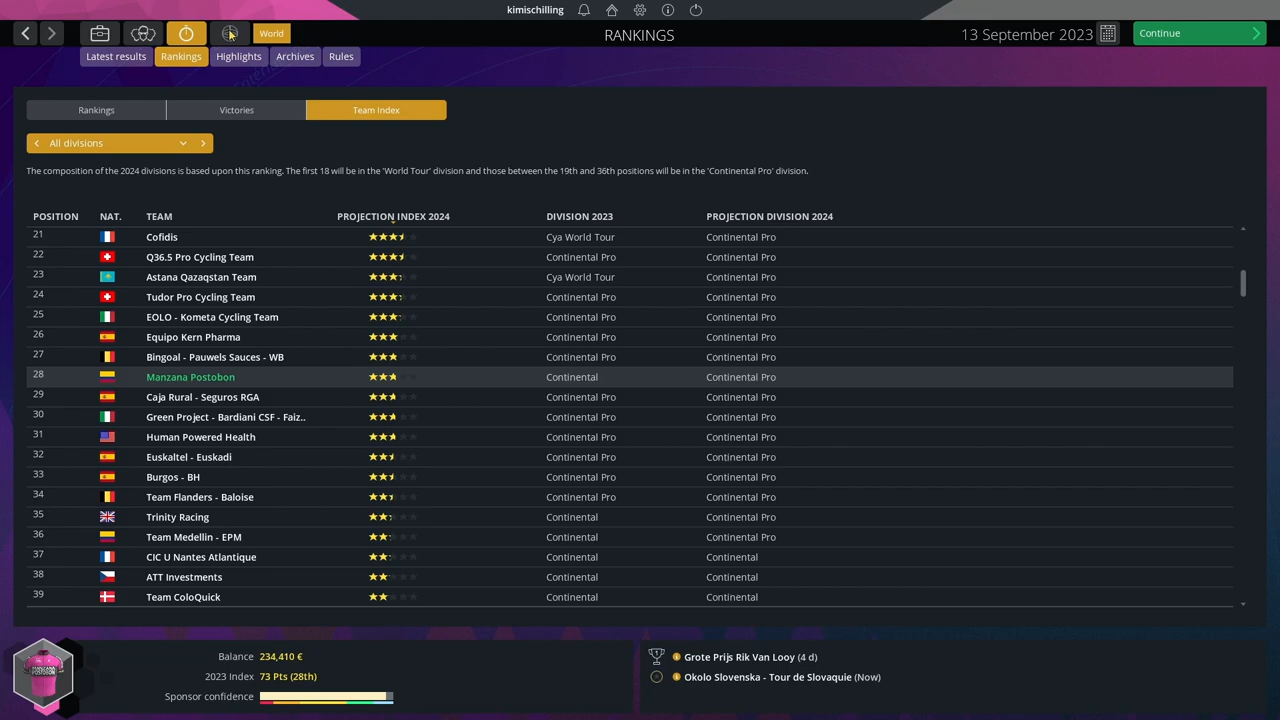 kimischilling
World
RANKINGS
13 September 2023
Continue
Latest results
Rankings
Highlights
Archives
Rules
Rankings
Victories
Team Index
All divisions
The composition of the 2024 divisions is based upon this ranking. The first 18 will be in the 'World Tour' division and those between the 19th and 36th positions will be in the 'Continental Pro' division.
POSITION NAT. TEAM PROJECTION INDEX 2024 DIVISION 2023 PROJECTION DIVISION 2024
21 Cofidis Cya World Tour Continental Pro
22 Q36.5 Pro Cycling Team Continental Pro Continental Pro
23 Astana Qazaqstan Team Cya World Tour Continental Pro
24 Tudor Pro Cycling Team Continental Pro Continental Pro
25 EOLO - Kometa Cycling Team Continental Pro Continental Pro
26 Equipo Kern Pharma Continental Pro Continental Pro
27 Bingoal - Pauwels Sauces - WB Continental Pro Continental Pro
28 Manzana Postobon Continental Continental Pro
29 Caja Rural - Seguros RGA Continental Pro Continental Pro
30 Green Project - Bardiani CSF - Faiz.. Continental Pro Continental Pro
31 Human Powered Health Continental Pro Continental Pro
32 Euskaltel - Euskadi Continental Pro Continental Pro
33 Burgos - BH Continental Pro Continental Pro
34 Team Flanders - Baloise Continental Pro Continental Pro
35 Trinity Racing Continental Continental Pro
36 Team Medellin - EPM Continental Continental Pro
37 CIC U Nantes Atlantique Continental Continental
38 ATT Investments Continental Continental
39 Team ColoQuick Continental Continental
Balance 234,410 €
2023 Index 73 Pts (28th)
Sponsor confidence
Grote Prijs Rik Van Looy (4 d)
Okolo Slovenska - Tour de Slovaquie (Now)